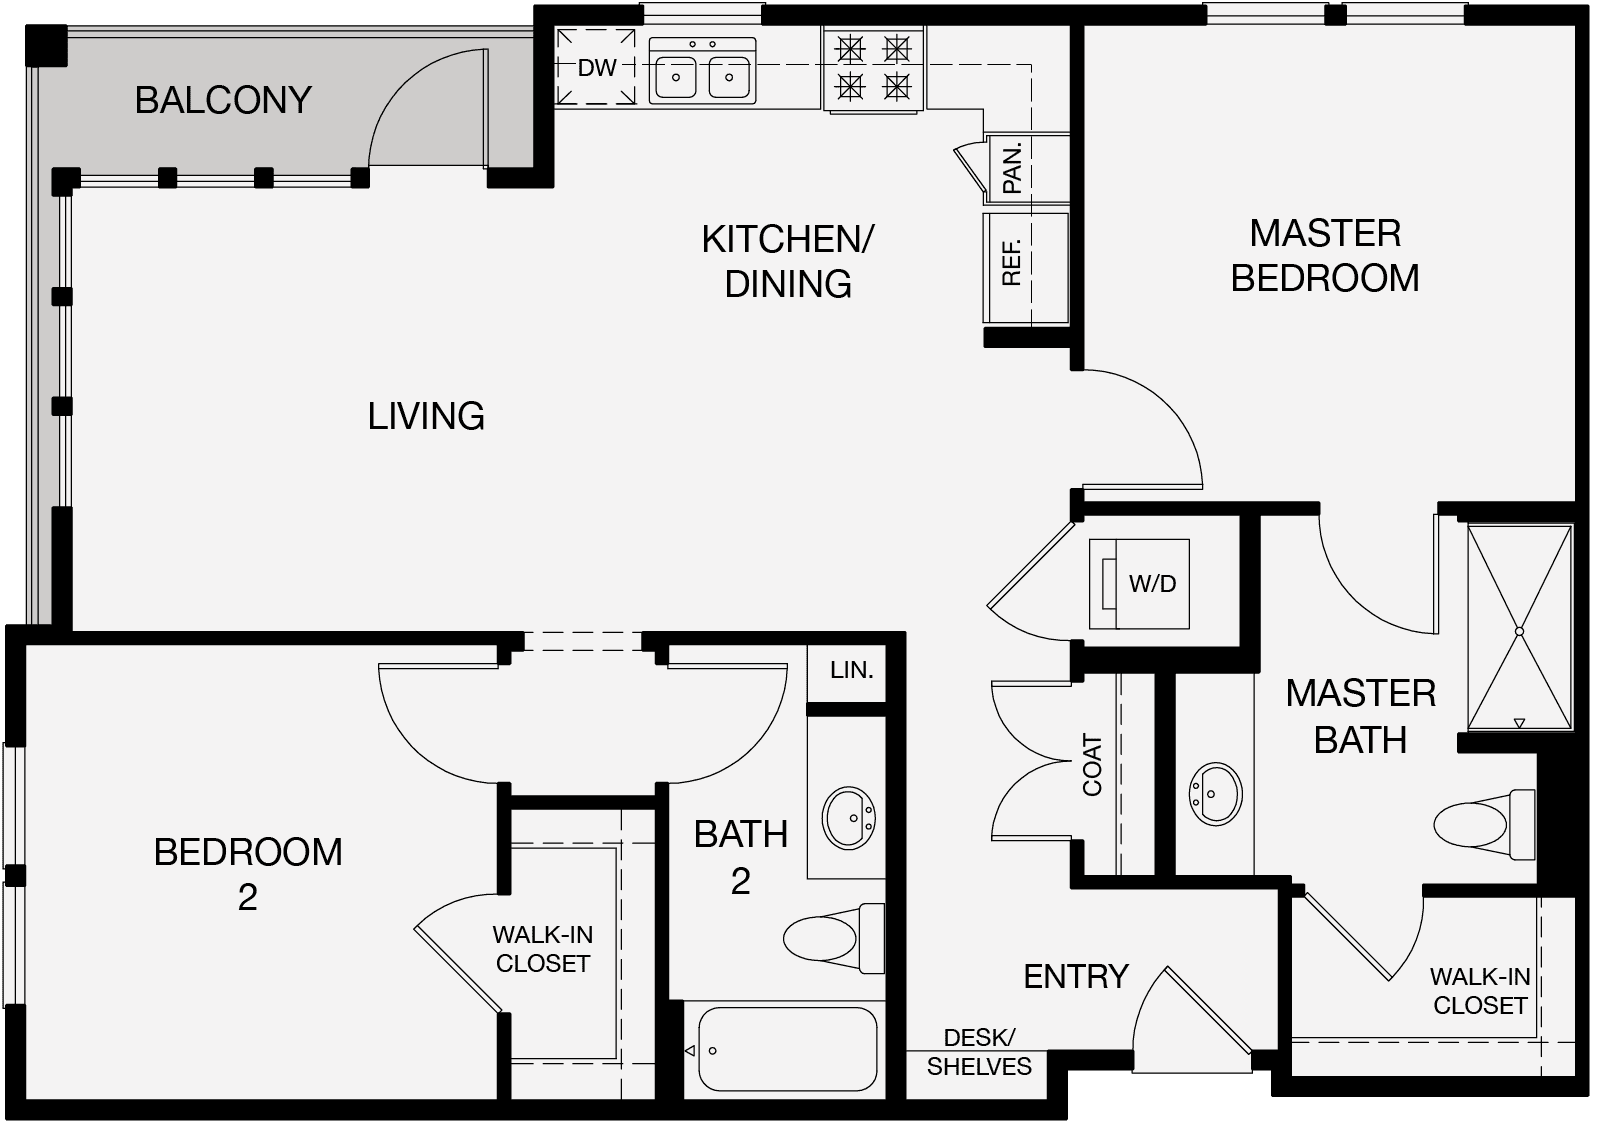 DW
BALCONY
PAN.
KITCHEN/
DINING
REF.
MASTER
BEDROOM
LIVING
W/D
LIN.
COAT
MASTER
BATH
BEDROOM
2
BATH
2
WALK-IN
CLOSET
ENTRY
WALK-IN
CLOSET
DESK/
SHELVES